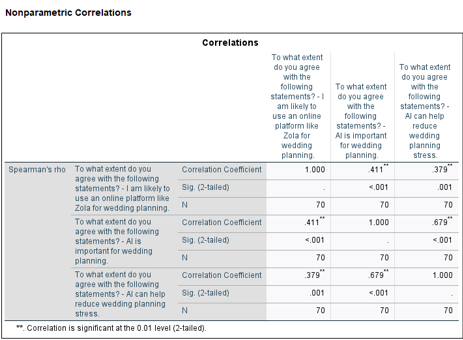 Nonparametric Correlations
Correlations
To what extent
do you agree
with the
following
statements? - I
am likely to
use an online
platform like
Zola for
wedding
planning.
To what extent
do you agree
with the
following
statements? -
AI is important
for wedding
planning.
To what extent
do you agree
with the
following
statements? -
AI can help
reduce
wedding
planning
stress.
Spearman's rho
To what extent do you
agree with the following
statements? - I am likely to
use an online platform like
Zola for wedding planning.
Correlation Coefficient 1.000 .411** .379**
Sig. (2-tailed) . <.001 .001
N 70 70 70
To what extent do you
agree with the following
statements? - AI is
important for wedding
planning.
Correlation Coefficient .411** 1.000 .679**
Sig. (2-tailed) <.001 . <.001
N 70 70 70
To what extent do you
agree with the following
statements? - AI can help
reduce wedding planning
stress.
Correlation Coefficient .379** .679** 1.000
Sig. (2-tailed) .001 <.001 .
N 70 70 70
**. Correlation is significant at the 0.01 level (2-tailed).